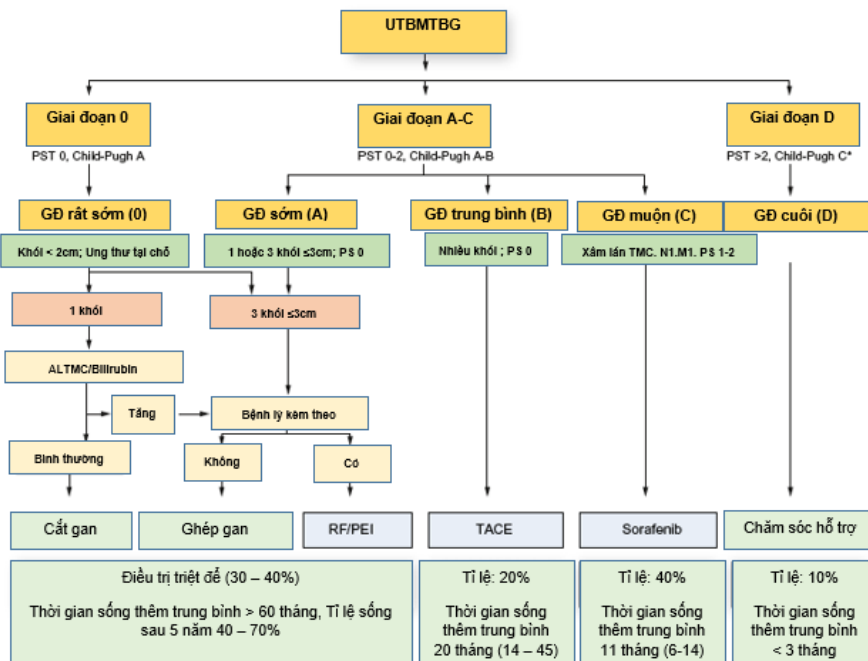 UTBMTBG
Giai đoạn 0
Giai đoạn A-C
Giai đoạn D
PST 0, Child-Pugh A
PST 0-2, Child-Pugh A-B
PST >2, Child-Pugh C*
GĐ rất sớm (0)
GĐ sớm (A)
GĐ trung bình (B)
GĐ muộn (C)
GĐ cuối (D)
Khối < 2cm; Ung thư tại chỗ
1 hoặc 3 khối ≤3cm; PS 0
Nhiều khối ; PS 0
Xâm lấn TMC. N1.M1. PS 1-2
1 khối
3 khối ≤3cm
ALTMC/Bilirubin
Tăng
Bệnh lý kèm theo
Bình thường
Không
Có
Cắt gan
Ghép gan
RF/PEI
TACE
Sorafenib
Chăm sóc hỗ trợ
Điều trị triệt để (30 – 40%)
Thời gian sống thêm trung bình > 60 tháng, Tỉ lệ sống
sau 5 năm 40 – 70%
Tỉ lệ: 20%
Thời gian sống
thêm trung bình
20 tháng (14 – 45)
Tỉ lệ: 40%
Thời gian sống
thêm trung bình
11 tháng (6-14)
Tỉ lệ: 10%
Thời gian sống
thêm trung bình
< 3 tháng